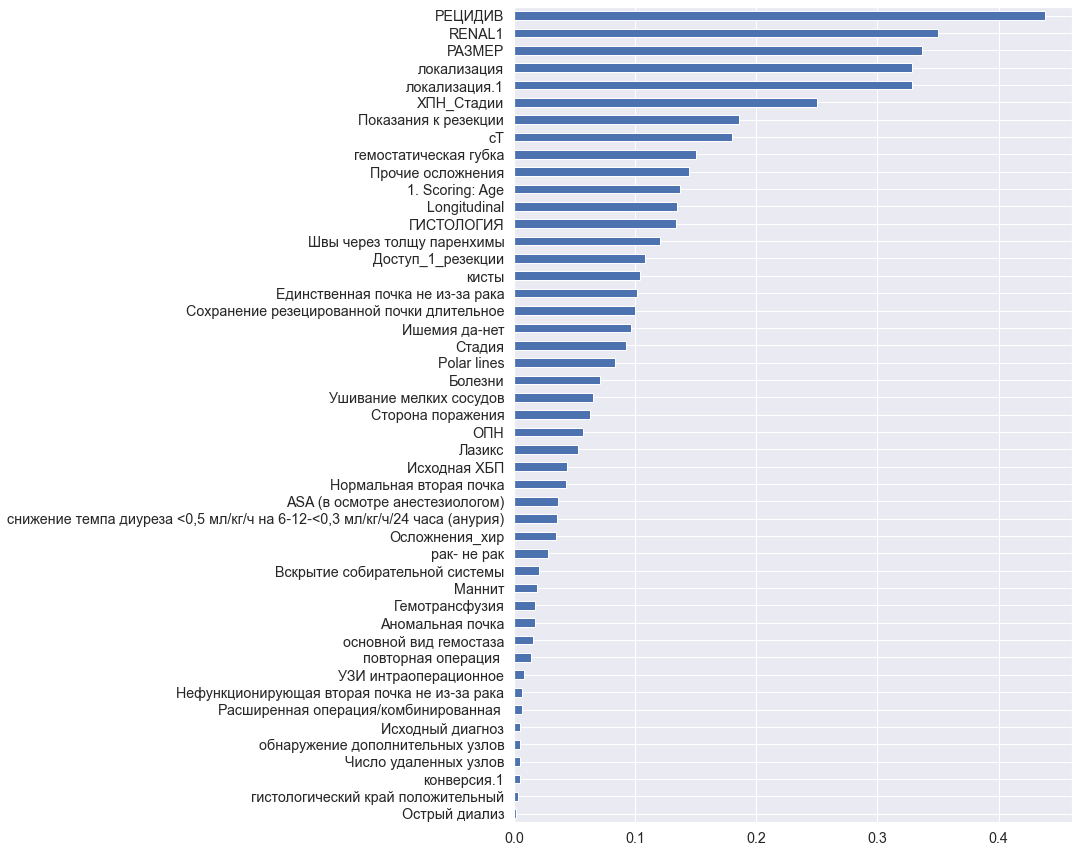 РЕЦИДИВ
RENAL1
РАЗМЕР
локализация
локализация.1
ХПН_Стадии
Показания к резекции
сТ
гемостатическая губка
Прочие осложнения
1. Scoring: Age
Longitudinal
ГИСТОЛОГИЯ
Швы через толщу паренхимы
Доступ_1_резекции
кисты
Единственная почка не из-за рака
Сохранение резецированной почки длительное
Ишемия да-нет
Стадия
Polar lines
Болезни
Ушивание мелких сосудов
Сторона поражения
ОПН
Лазикс
Исходная ХБП
Нормальная вторая почка
ASA (в осмотре анестезиологом)
снижение темпа диуреза <0,5 мл/кг/ч на 6-12-<0,3 мл/кг/ч/24 часа (анурия)
Осложнения_хир
рак- не рак
Вскрытие собирательной системы
Маннит
Гемотрансфузия
Аномальная почка
основной вид гемостаза
повторная операция
УЗИ интраоперационное
Нефункционирующая вторая почка не из-за рака
Расширенная операция/комбинированная
Исходный диагноз
обнаружение дополнительных узлов
Число удаленных узлов
конверсия.1
гистологический край положительный
Острый диализ
0.0 0.1 0.2 0.3 0.4